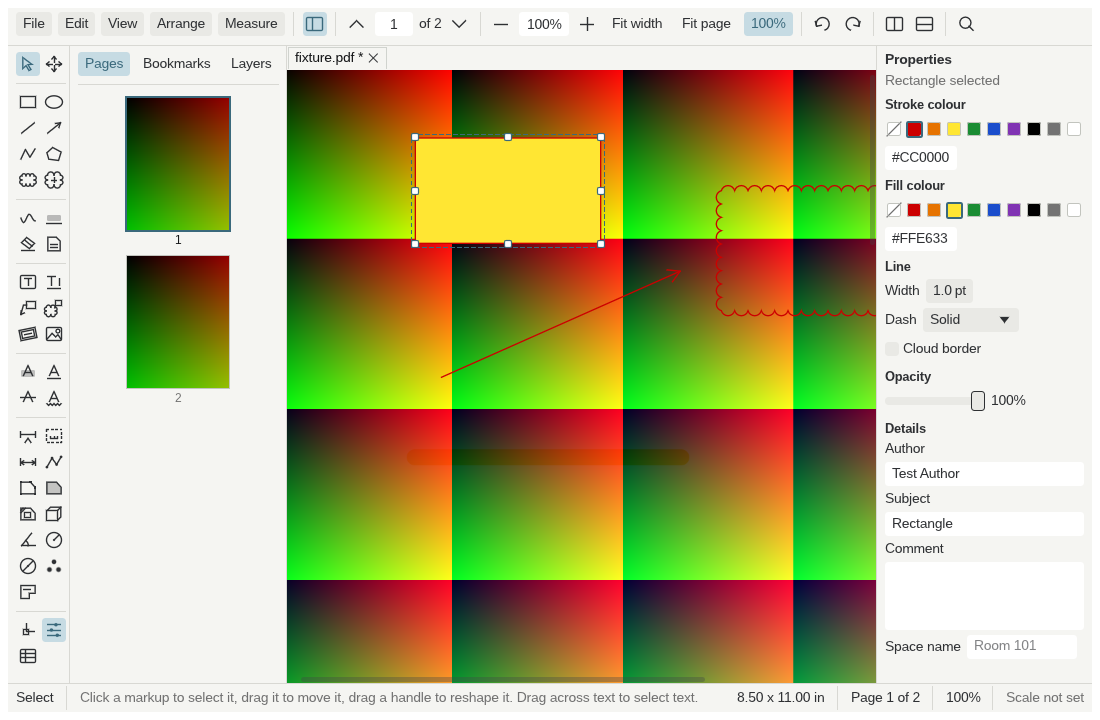 File Edit View Arrange Measure 1 of 2 100% Fit width Fit page 100%
Pages Bookmarks Layers
1
2
fixture.pdf *
Properties
Rectangle selected
Stroke colour
#CC0000
Fill colour
#FFE633
Line
Width 1.0 pt
Dash Solid
Cloud border
Opacity
100%
Details
Author
Test Author
Subject
Rectangle
Comment
Space name Room 101
Select Click a markup to select it, drag it to move it, drag a handle to reshape it. Drag across text to select text. 8.50 x 11.00 in Page 1 of 2 100% Scale not set